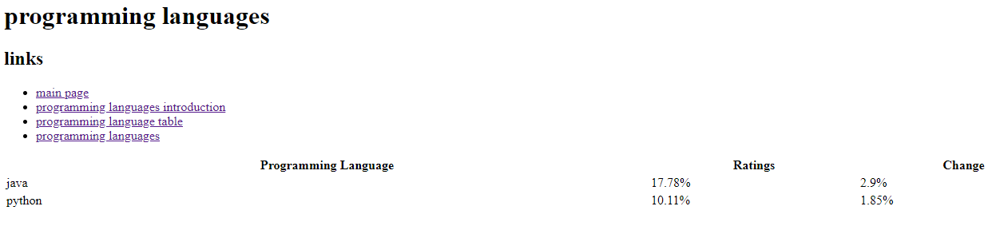 programming languages
links
main page
programming languages introduction
programming language table
programming languages
Programming Language Ratings Change
java 17.78% 2.9%
python 10.11% 1.85%